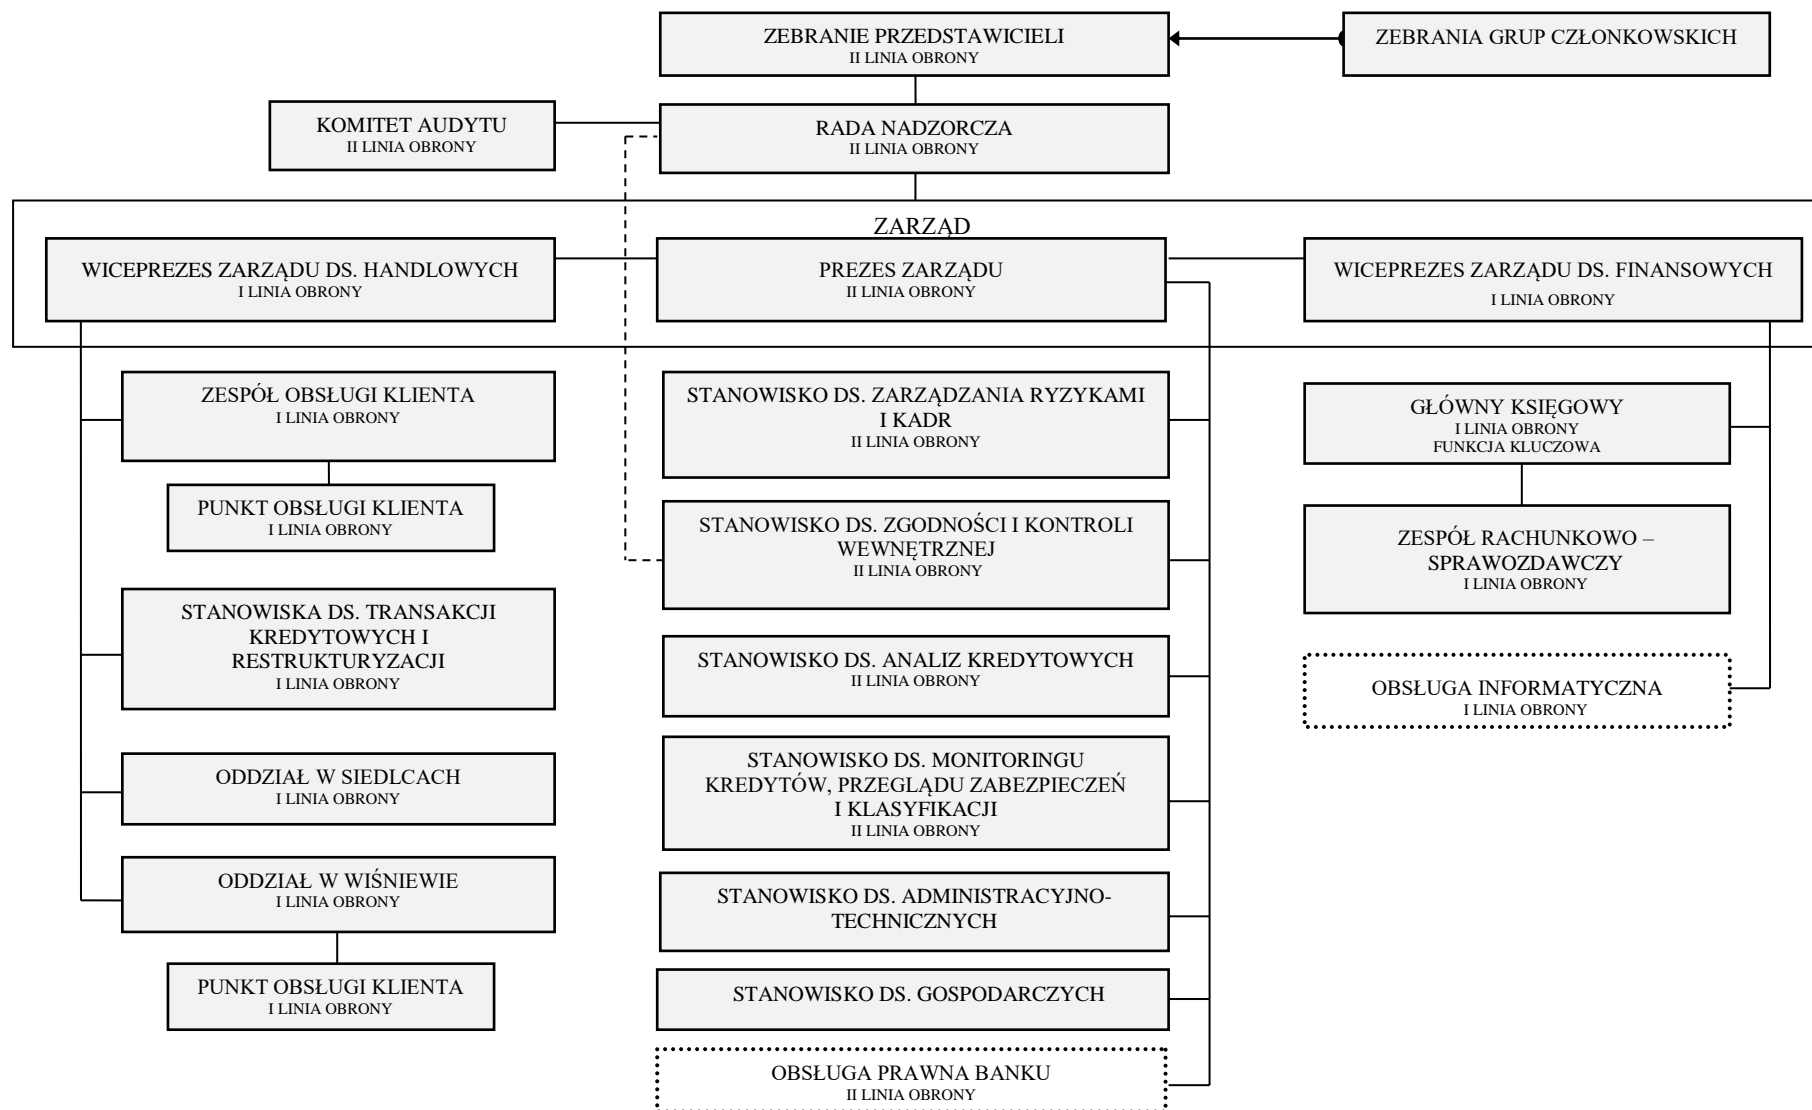 ZEBRANIE PRZEDSTAWICIELI
II LINIA OBRONY
ZEBRANIA GRUP CZŁONKOWSKICH
KOMITET AUDYTU
II LINIA OBRONY
RADA NADZORCZA
II LINIA OBRONY
ZARZĄD
WICEPREZES ZARZĄDU DS. HANDLOWYCH
I LINIA OBRONY
PREZES ZARZĄDU
II LINIA OBRONY
WICEPREZES ZARZĄDU DS. FINANSOWYCH
I LINIA OBRONY
ZESPÓŁ OBSŁUGI KLIENTA
I LINIA OBRONY
PUNKT OBSŁUGI KLIENTA
I LINIA OBRONY
STANOWISKA DS. TRANSAKCJI
KREDYTOWYCH I
RESTRUKTURYZACJI
I LINIA OBRONY
ODDZIAŁ W SIEDLCACH
I LINIA OBRONY
ODDZIAŁ W WIŚNIEWIE
I LINIA OBRONY
PUNKT OBSŁUGI KLIENTA
I LINIA OBRONY
STANOWISKO DS. ZARZĄDZANIA RYZYKAMI
I KADR
II LINIA OBRONY
STANOWISKO DS. ZGODNOŚCI I KONTROLI
WEWNĘTRZNEJ
II LINIA OBRONY
STANOWISKO DS. ANALIZ KREDYTOWYCH
II LINIA OBRONY
STANOWISKO DS. MONITORINGU
KREDYTÓW, PRZEGLĄDU ZABEZPIECZEŃ
I KLASYFIKACJI
II LINIA OBRONY
STANOWISKO DS. ADMINISTRACYJNO-
TECHNICZNYCH
STANOWISKO DS. GOSPODARCZYCH
OBSŁUGA PRAWNA BANKU
II LINIA OBRONY
GŁÓWNY KSIĘGOWY
I LINIA OBRONY
FUNKCJA KLUCZOWA
ZESPÓŁ RACHUNKOWO –
SPRAWOZDAWCZY
I LINIA OBRONY
OBSŁUGA INFORMATYCZNA
I LINIA OBRONY